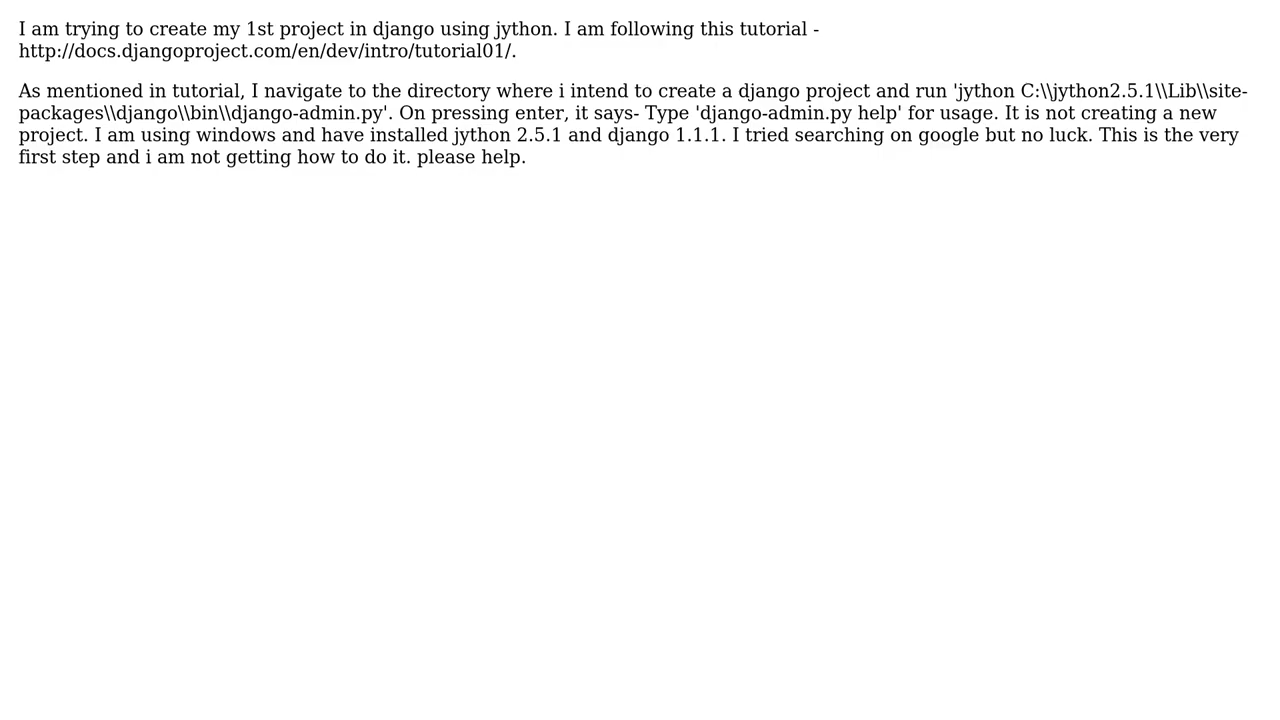 I am trying to create my 1st project in django using jython. I am following this tutorial -
http://docs.djangoproject.com/en/dev/intro/tutorial01/.
As mentioned in tutorial, I navigate to the directory where i intend to create a django project and run 'jython C:\\jython2.5.1\\Lib\\site-
packages\\django\\bin\\django-admin.py'. On pressing enter, it says- Type 'django-admin.py help' for usage. It is not creating a new
project. I am using windows and have installed jython 2.5.1 and django 1.1.1. I tried searching on google but no luck. This is the very
first step and i am not getting how to do it. please help.